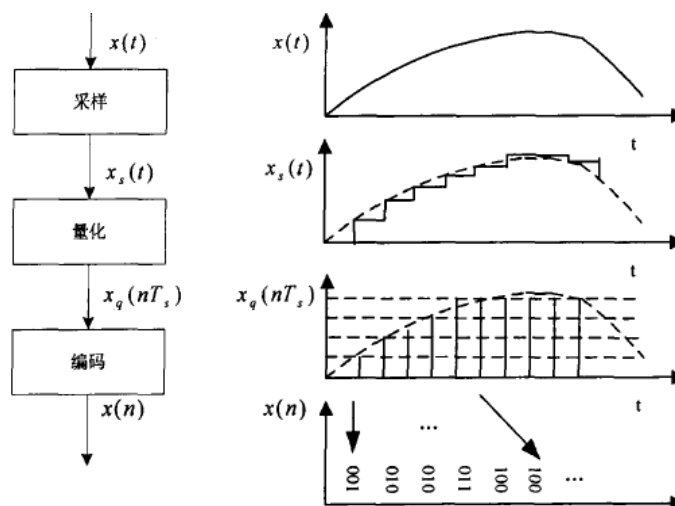 x(t)
采样
x_s(t)
量化
x_q(nT_s)
编码
x(n)
x(t)
t
x_s(t)
t
x_q(nT_s)
t
x(n)
...
001 010 010 011 100 100 ...